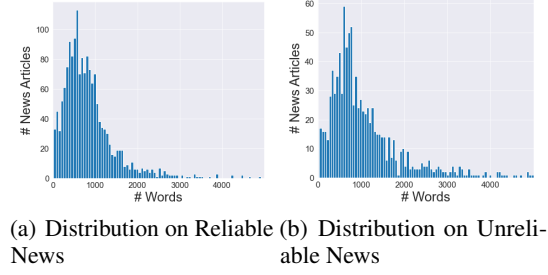 100
80
60
40
20
0
# News Articles
0 1000 2000 3000 4000
# Words
60
50
40
30
20
10
0
# News Articles
0 1000 2000 3000 4000
# Words
(a) Distribution on Reliable
News
(b) Distribution on Unreli-
able News